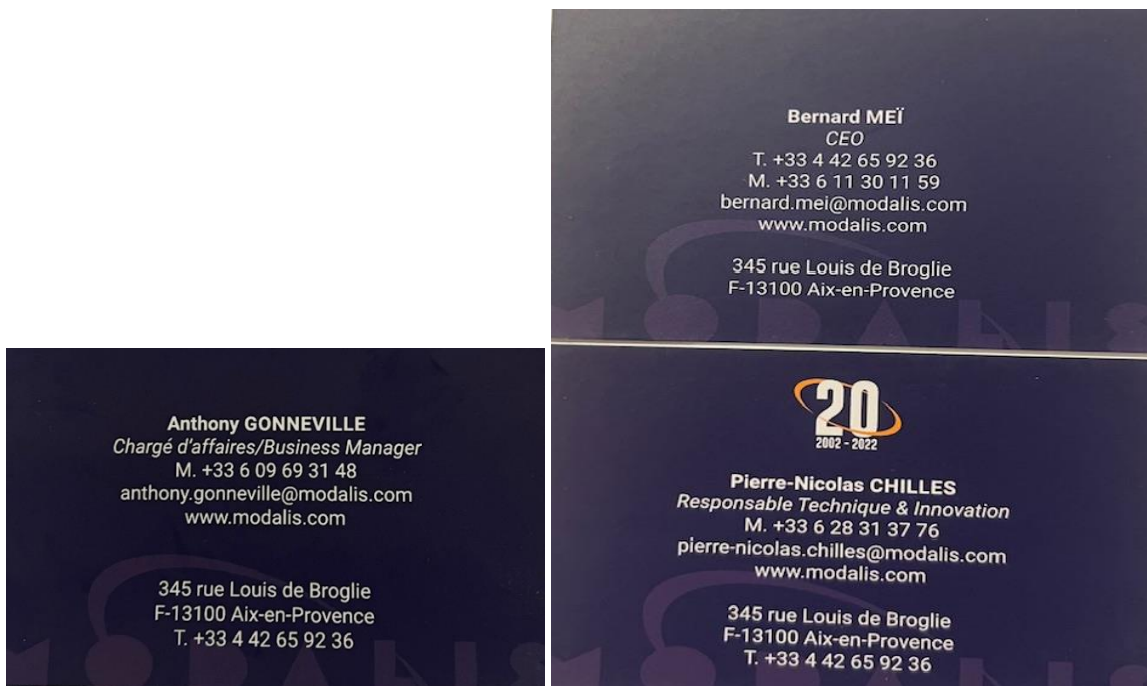 Bernard MEÏ
CEO
T. +33 4 42 65 92 36
M. +33 6 11 30 11 59
bernard.mei@modalis.com
www.modalis.com
345 rue Louis de Broglie
F-13100 Aix-en-Provence
MODALIS
Anthony GONNEVILLE
Chargé d'affaires/Business Manager
M. +33 6 09 69 31 48
anthony.gonneville@modalis.com
www.modalis.com
345 rue Louis de Broglie
F-13100 Aix-en-Provence
T. +33 4 42 65 92 36
MODALIS
20
2002 - 2022
Pierre-Nicolas CHILLES
Responsable Technique & Innovation
M. +33 6 28 31 37 76
pierre-nicolas.chilles@modalis.com
www.modalis.com
345 rue Louis de Broglie
F-13100 Aix-en-Provence
T. +33 4 42 65 92 36
MODALIS